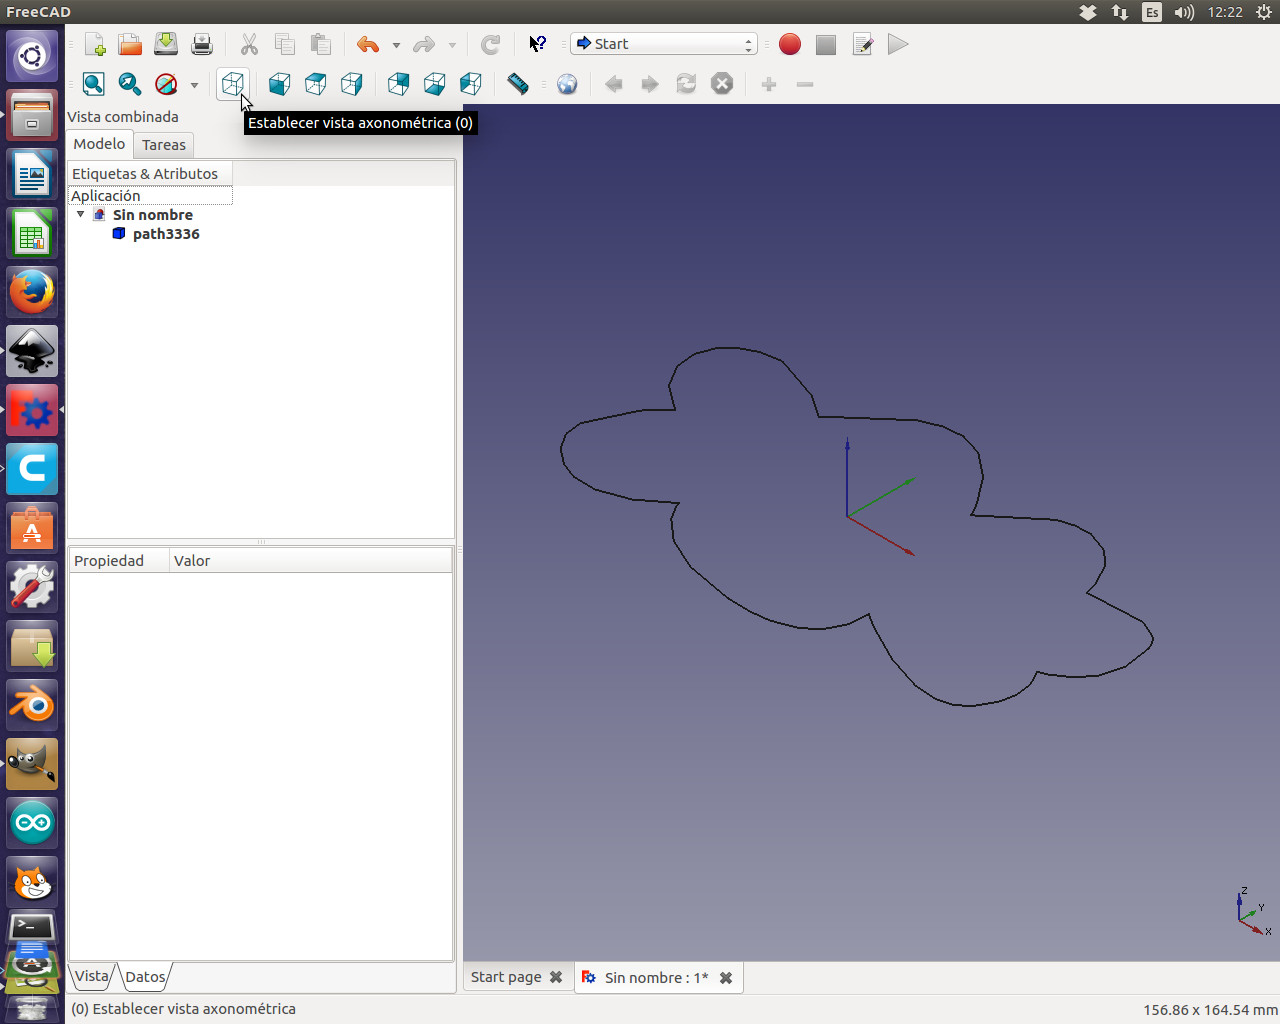 FreeCAD
Es
12:22
Start
Vista combinada
Establecer vista axonométrica (0)
Modelo
Tareas
Etiquetas & Atributos
Aplicación
Sin nombre
path3336
Propiedad
Valor
Z
Y
X
Vista
Datos
Start page
Sin nombre : 1*
(0) Establecer vista axonométrica
156.86 x 164.54 mm